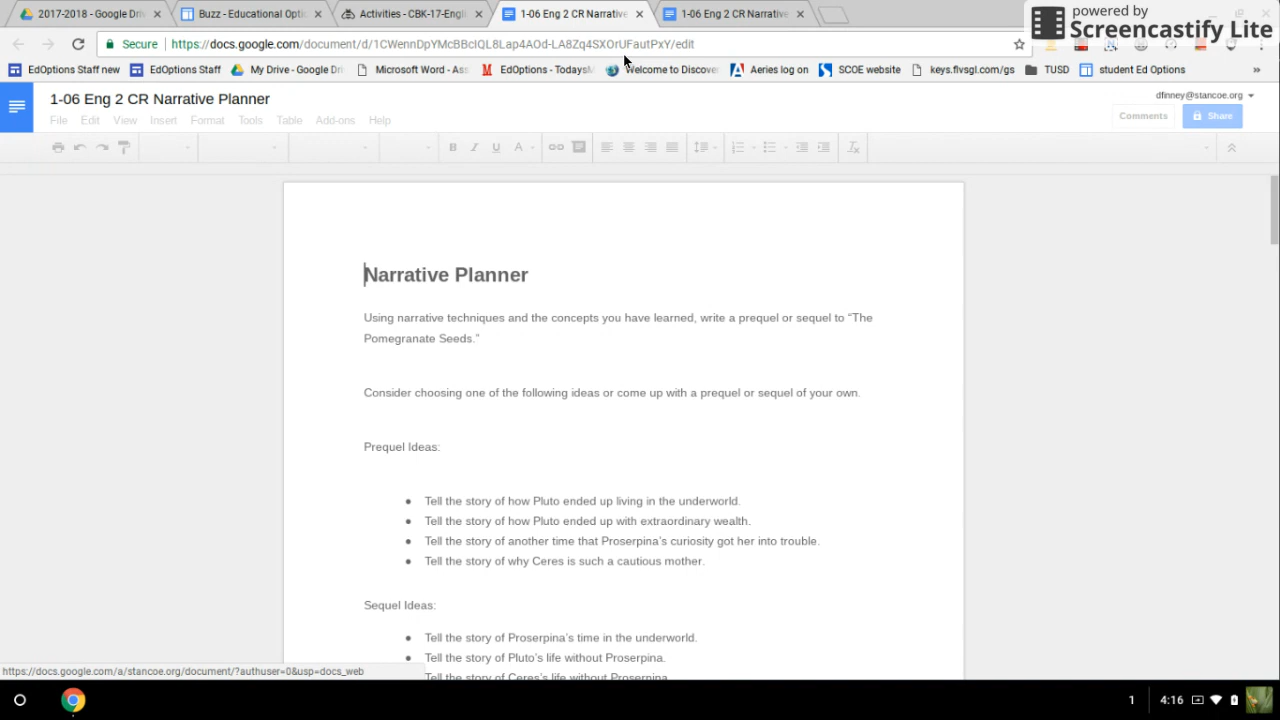 2017-2018 - Google Driv
Buzz - Educational Optio
Activities - CBK-17-Engli
1-06 Eng 2 CR Narrative
1-06 Eng 2 CR Narrative
powered by
Screencastify Lite
Secure
https://docs.google.com/document/d/1CWennDpYMcBBcIQL8Lap4AOd-LA8Zq4SXOrUFautPxY/edit
EdOptions Staff new
EdOptions Staff
My Drive - Google Dri
Microsoft Word - Ass
EdOptions - TodaysM
Welcome to Discover
Aeries log on
SCOE website
keys.flvsgl.com/gs
TUSD
student Ed Options
»
1-06 Eng 2 CR Narrative Planner
dfinney@stancoe.org
File Edit View Insert Format Tools Table Add-ons Help
Comments
Share
B I U A
Narrative Planner
Using narrative techniques and the concepts you have learned, write a prequel or sequel to “The
Pomegranate Seeds.”
Consider choosing one of the following ideas or come up with a prequel or sequel of your own.
Prequel Ideas:
● Tell the story of how Pluto ended up living in the underworld.
● Tell the story of how Pluto ended up with extraordinary wealth.
● Tell the story of another time that Proserpina’s curiosity got her into trouble.
● Tell the story of why Ceres is such a cautious mother.
Sequel Ideas:
● Tell the story of Proserpina’s time in the underworld.
● Tell the story of Pluto’s life without Proserpina.
Tell the story of Ceres’s life without Proserpina
https://docs.google.com/a/stancoe.org/document/?authuser=0&usp=docs_web
1
4:16